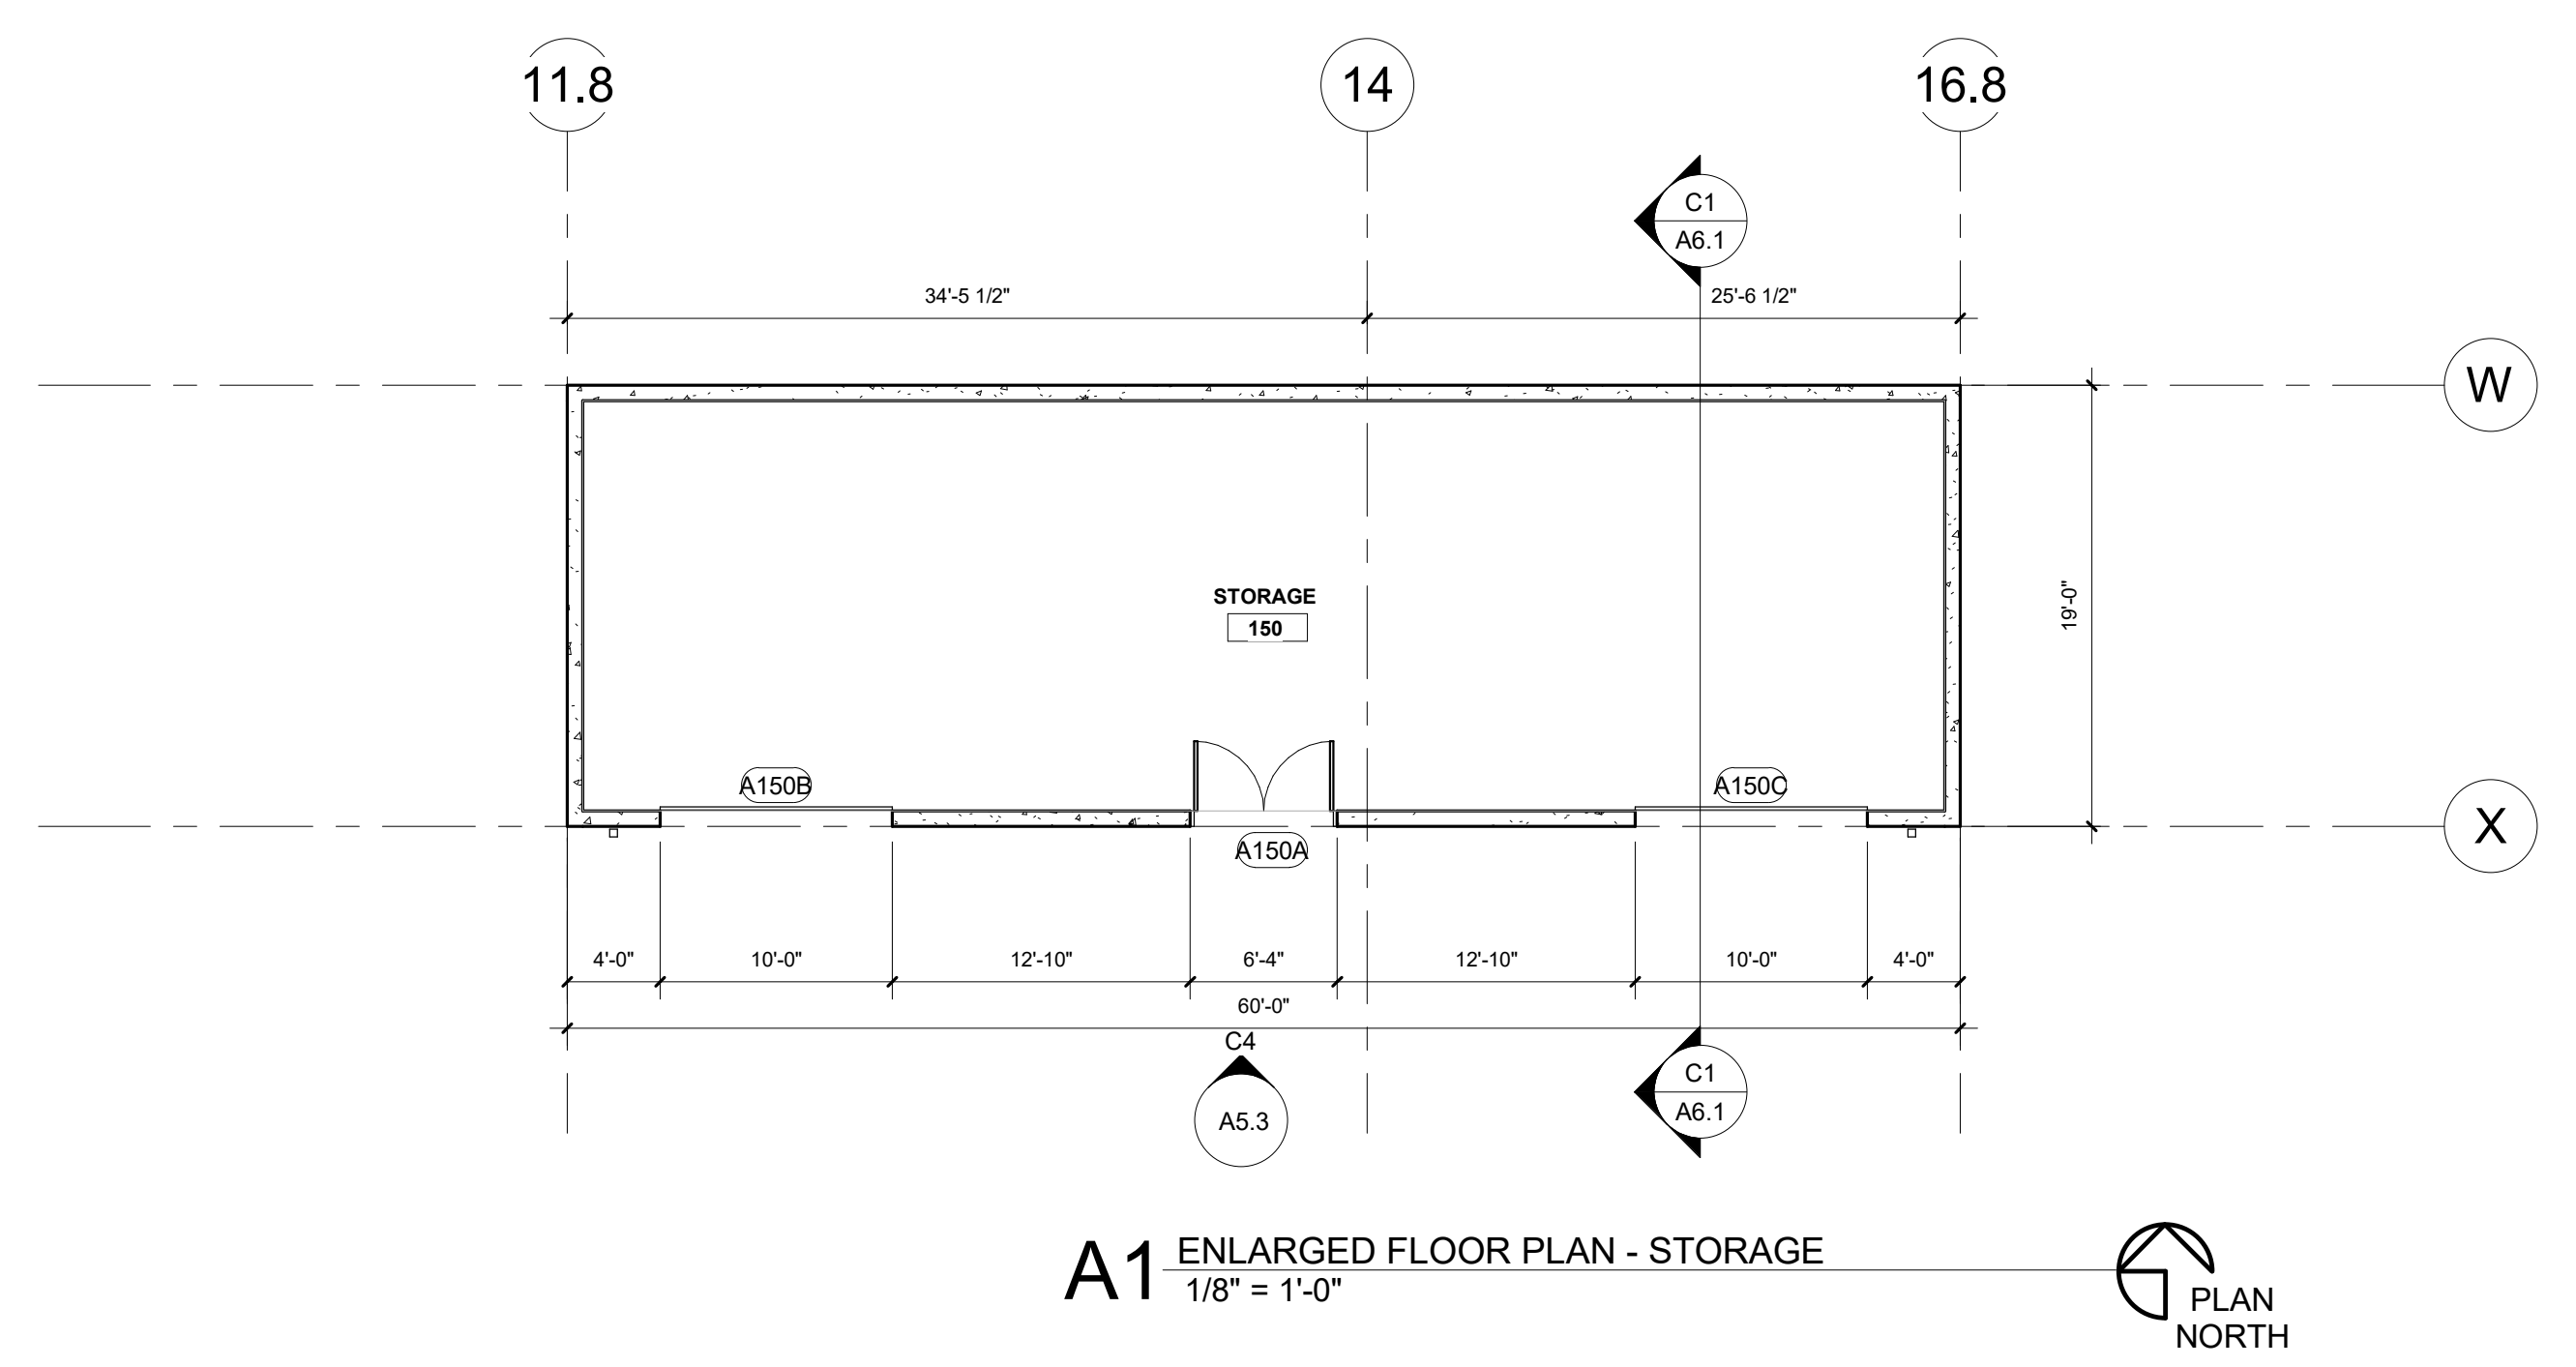 11.8
14
16.8
C1
A6.1
34'-5 1/2"
25'-6 1/2"
W
STORAGE
150
19'-0"
A150B
A150C
X
A150A
4'-0"
10'-0"
12'-10"
6'-4"
12'-10"
10'-0"
4'-0"
60'-0"
C4
A5.3
C1
A6.1
A1
ENLARGED FLOOR PLAN - STORAGE
1/8" = 1'-0"
PLAN
NORTH